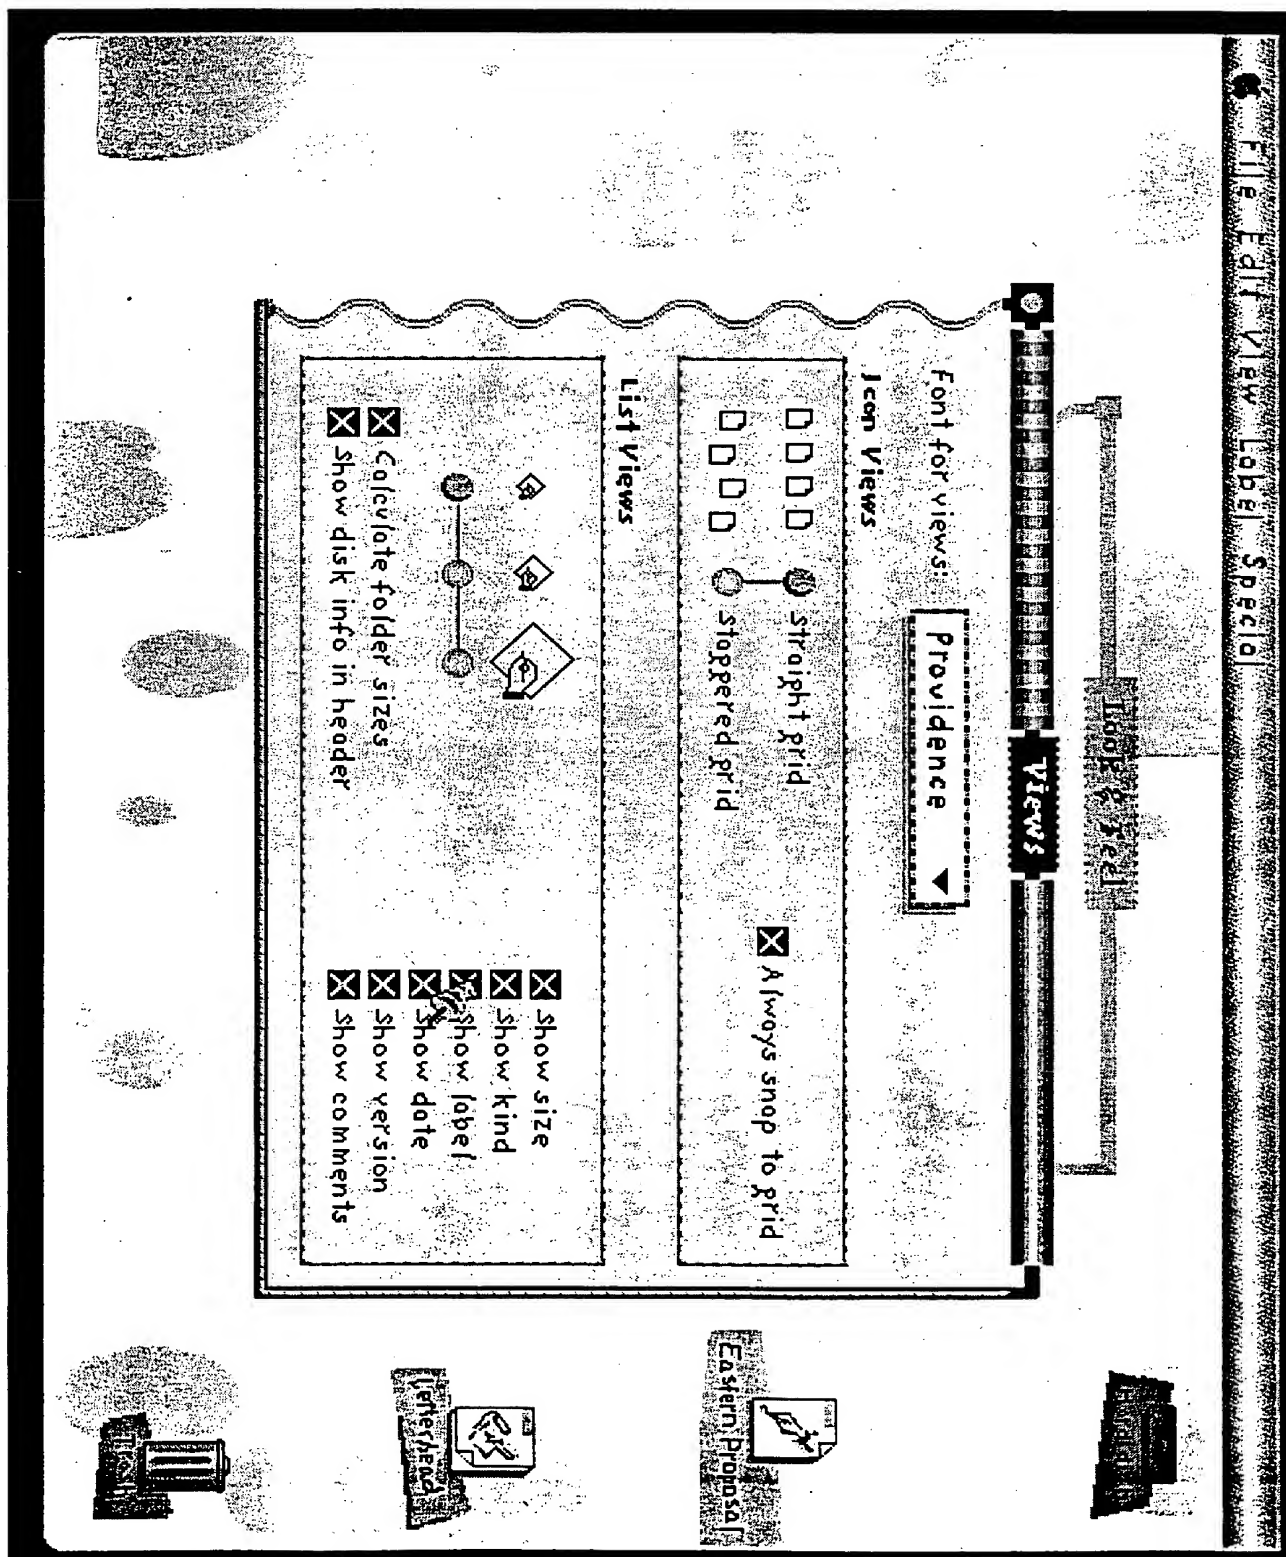 File Edit View Label Special
Look & Feel
Views
Font for views: Providence
Icon Views
Straight grid
Staggered grid
Always snap to grid
List Views
Calculate folder sizes
Show disk info in header
Show size
Show kind
Show label
Show date
Show version
Show comments
Eastern Proposal
Letterhead
Trash